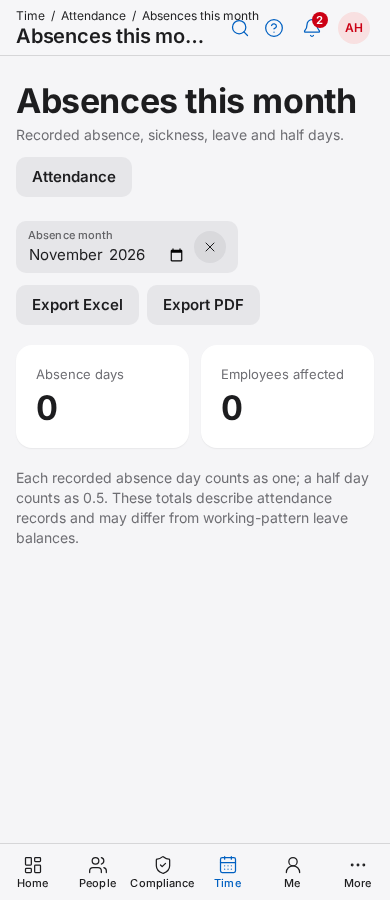 Time / Attendance / Absences this month
Absences this mo...
2
AH
Absences this month
Recorded absence, sickness, leave and half days.
Attendance
Absence month
November 2026
Export Excel
Export PDF
Absence days
Employees affected
0
0
Each recorded absence day counts as one; a half day
counts as 0.5. These totals describe attendance
records and may differ from working-pattern leave
balances.
Home
People
Compliance
Time
Me
More